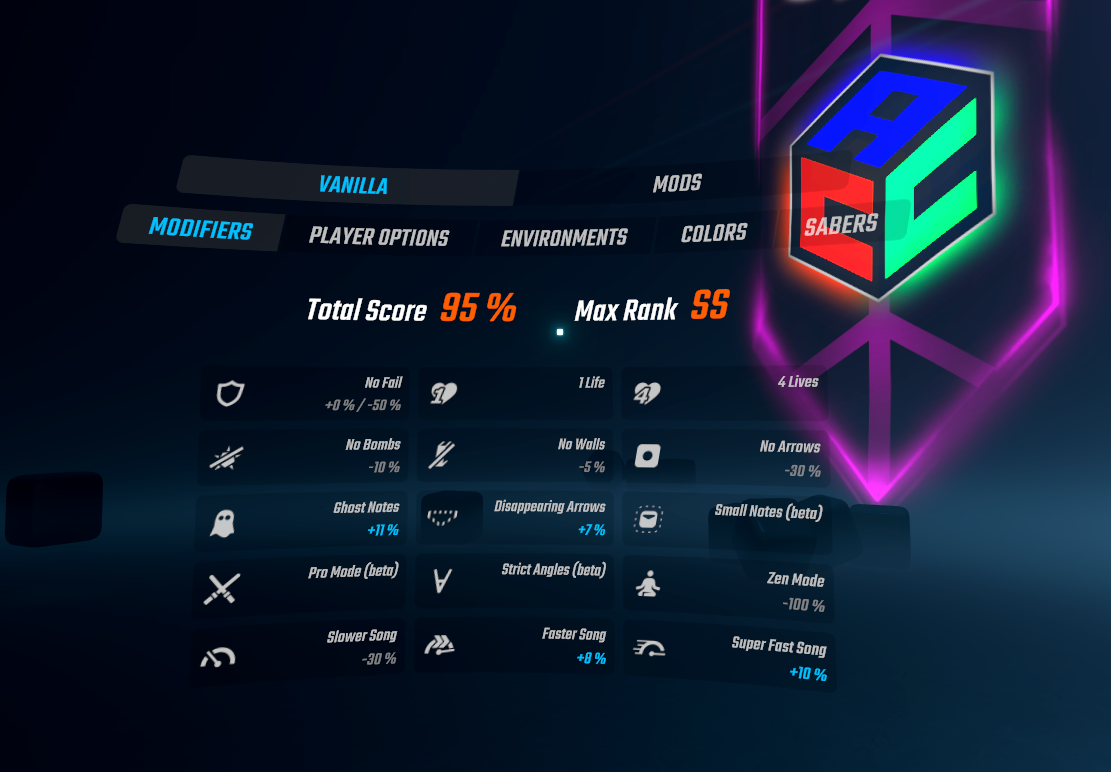 VANILLA MODS
MODIFIERS PLAYER OPTIONS ENVIRONMENTS COLORS SABERS
Total Score 95 % Max Rank SS
No Fail
+0 % / -50 %
1 Life
4 Lives
No Bombs
-10 %
No Walls
-5 %
No Arrows
-30 %
Ghost Notes
+11 %
Disappearing Arrows
+7 %
Small Notes (beta)
Pro Mode (beta)
Strict Angles (beta)
Zen Mode
-100 %
Slower Song
-30 %
Faster Song
+8 %
Super Fast Song
+10 %